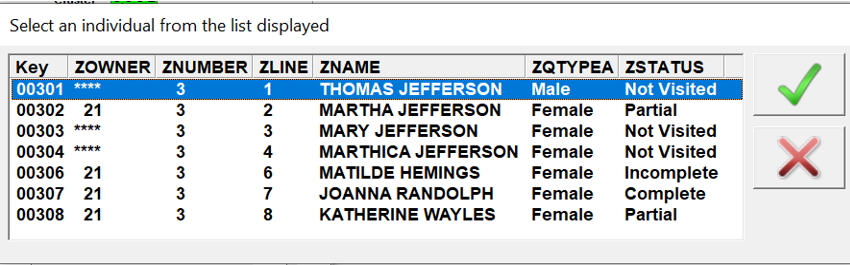 Select an individual from the list displayed
Key ZOWNER ZNUMBER ZLINE ZNAME ZQTYPEA ZSTATUS
00301 **** 3 1 THOMAS JEFFERSON Male Not Visited
00302 21 3 2 MARTHA JEFFERSON Female Partial
00303 **** 3 3 MARY JEFFERSON Female Not Visited
00304 **** 3 4 MARTHICA JEFFERSON Female Not Visited
00306 21 3 6 MATILDE HEMINGS Female Incomplete
00307 21 3 7 JOANNA RANDOLPH Female Complete
00308 21 3 8 KATHERINE WAYLES Female Partial